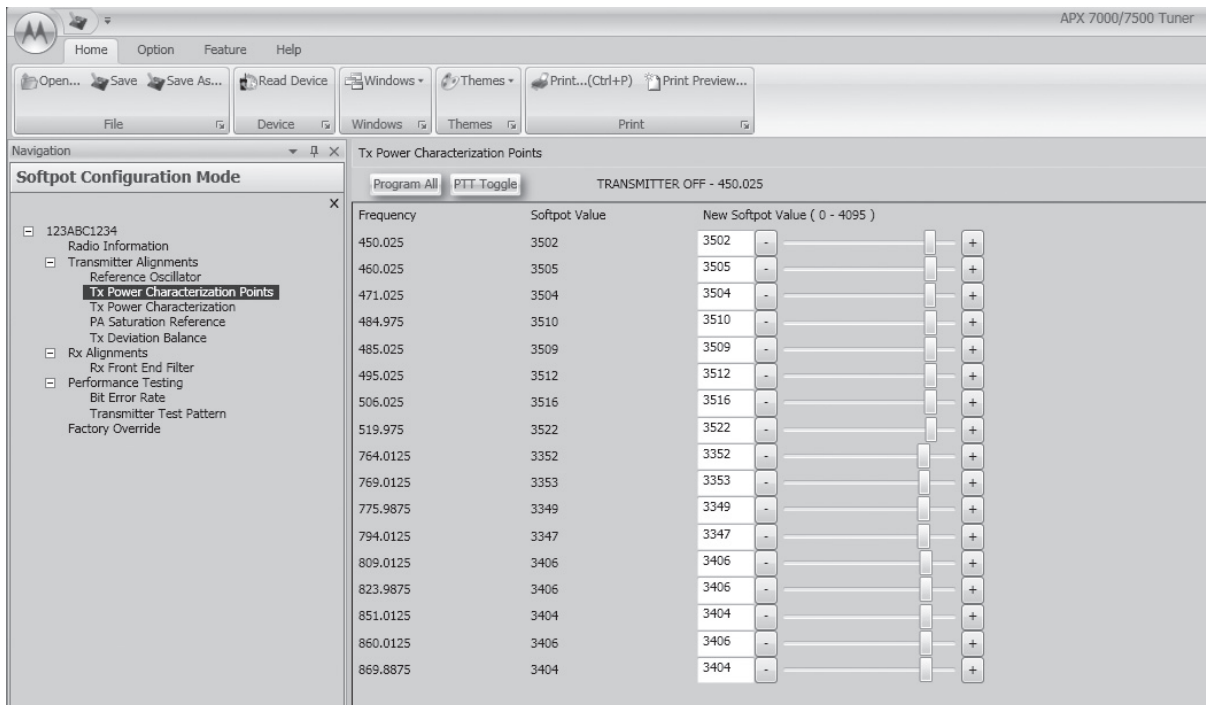 APX 7000/7500 Tuner
Home Option Feature Help
Open... Save Save As... Read Device Windows Themes Print...(Ctrl+P) Print Preview...
File Device Windows Themes Print
Navigation
Softpot Configuration Mode
123ABC1234
Radio Information
Transmitter Alignments
Reference Oscillator
Tx Power Characterization Points
Tx Power Characterization
PA Saturation Reference
Tx Deviation Balance
Rx Alignments
Rx Front End Filter
Performance Testing
Bit Error Rate
Transmitter Test Pattern
Factory Override
Tx Power Characterization Points
Program All PTT Toggle TRANSMITTER OFF - 450.025
Frequency Softpot Value New Softpot Value ( 0 - 4095 )
450.025 3502 3502 - +
460.025 3505 3505 - +
471.025 3504 3504 - +
484.975 3510 3510 - +
485.025 3509 3509 - +
495.025 3512 3512 - +
506.025 3516 3516 - +
519.975 3522 3522 - +
764.0125 3352 3352 - +
769.0125 3353 3353 - +
775.9875 3349 3349 - +
794.0125 3347 3347 - +
809.0125 3406 3406 - +
823.9875 3406 3406 - +
851.0125 3404 3404 - +
860.0125 3406 3406 - +
869.8875 3404 3404 - +